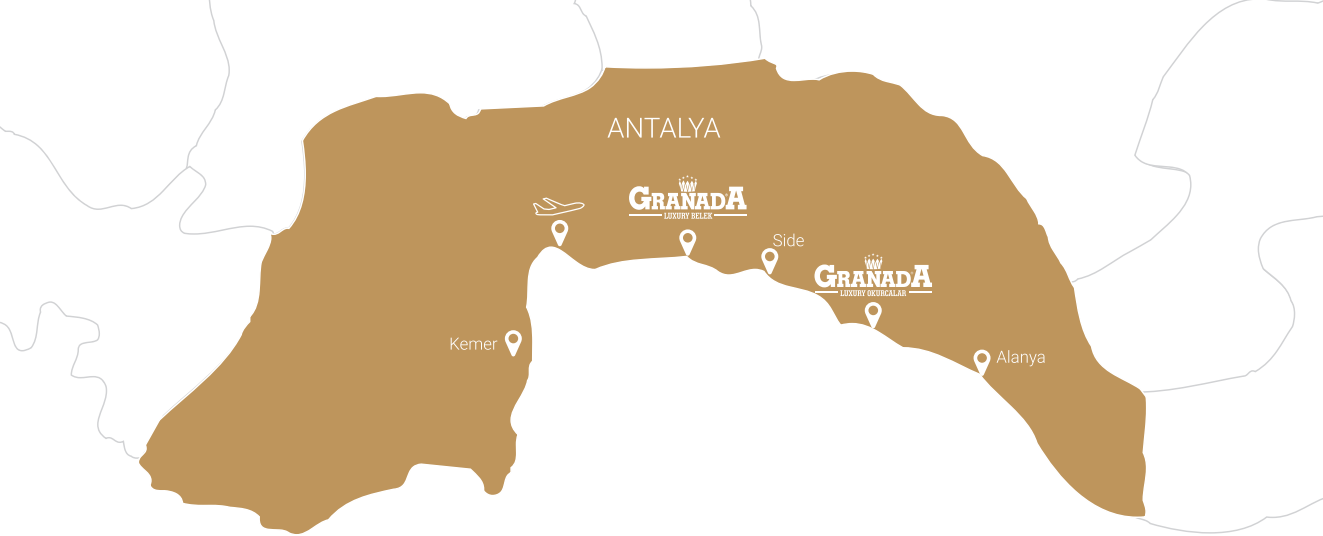 ANTALYA
GRANADA
LUXURY BELEK
Side
GRANADA
LUXURY OKURCALAR
Kemer
Alanya